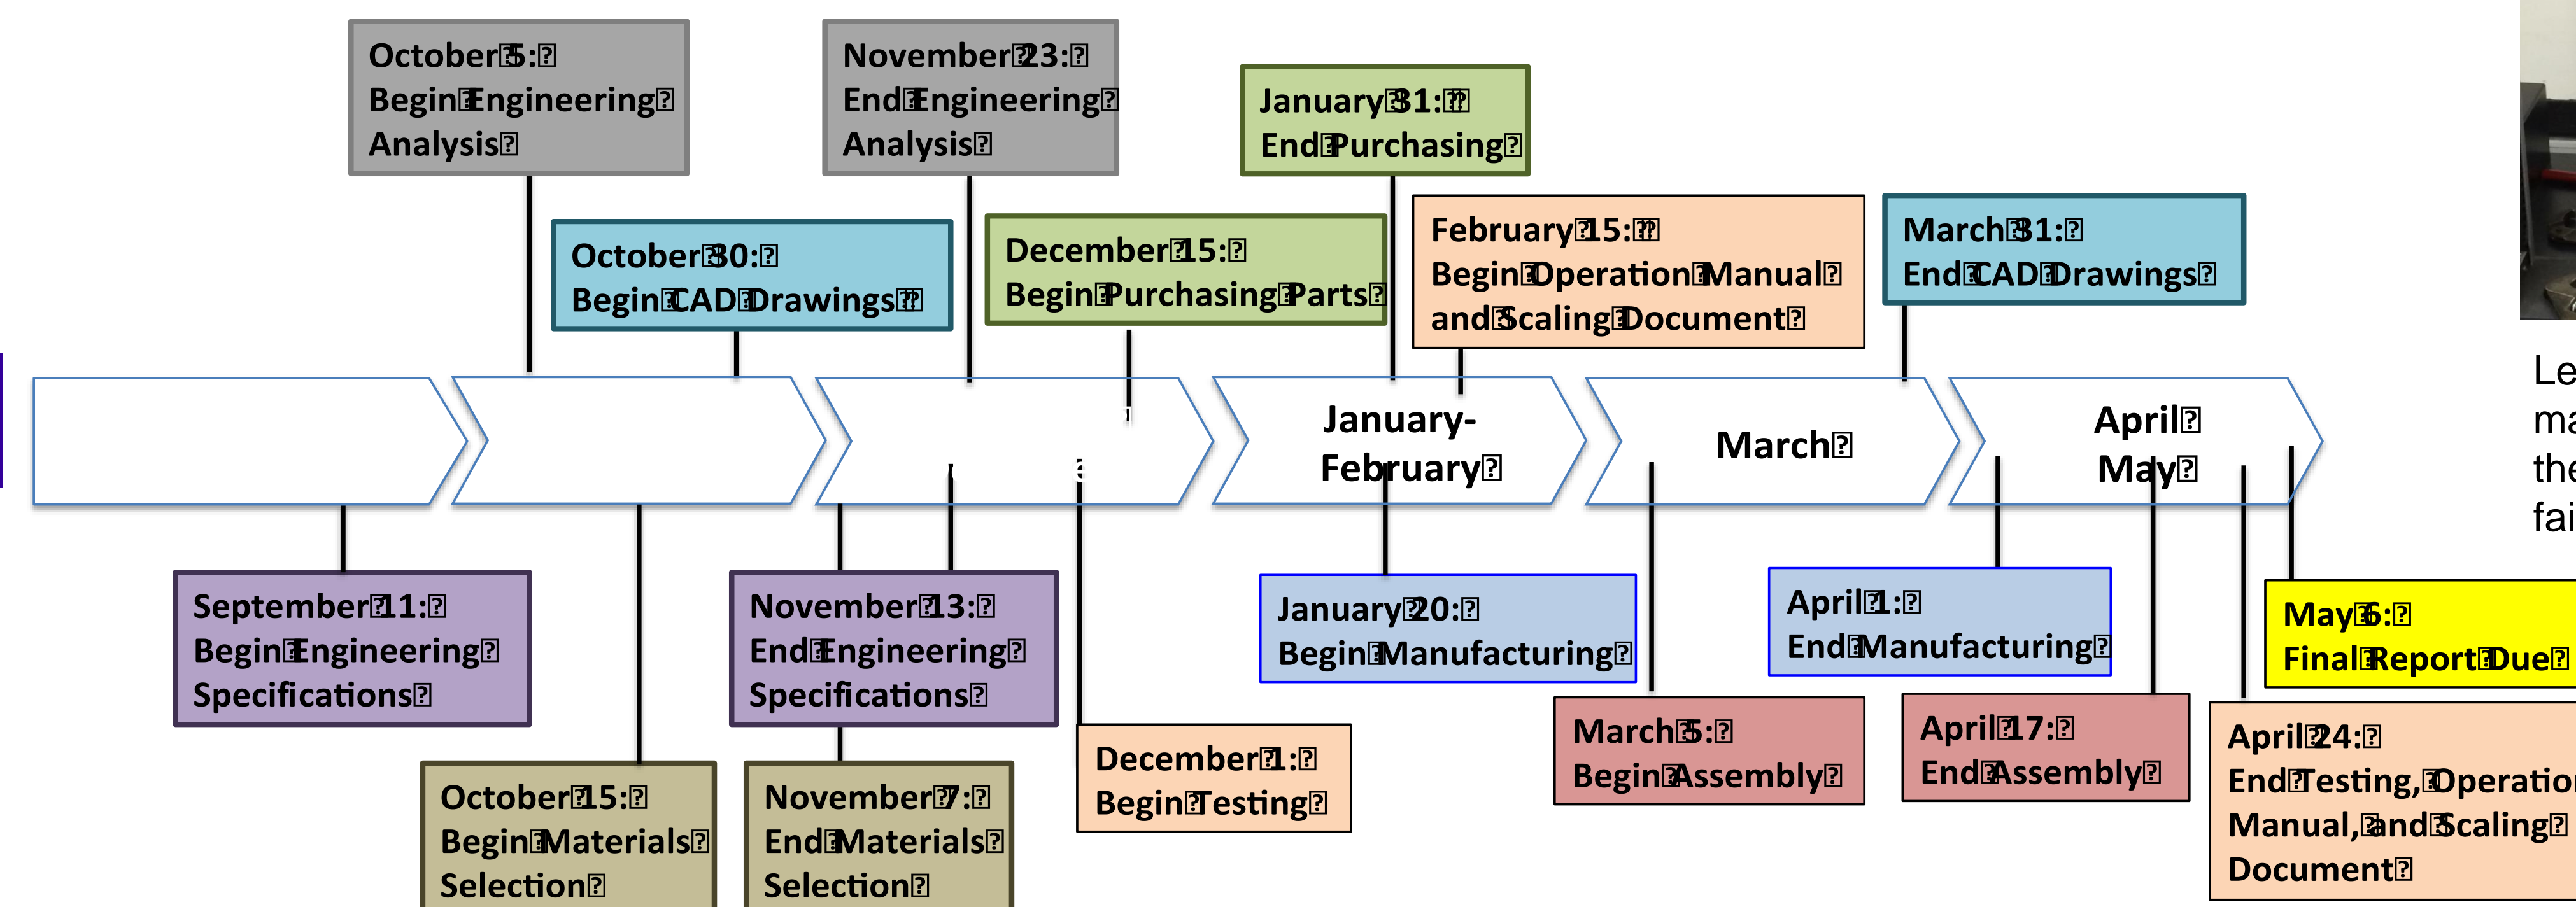 October 5:
Begin Engineering
Analysis
November 23:
End Engineering
Analysis
January 31:
End Purchasing
October 30:
Begin CAD Drawings
December 15:
Begin Purchasing Parts
February 15:
Begin Operation Manual
and Scaling Document
March 31:
End CAD Drawings
January-
February
March
April
May
September 11:
Begin Engineering
Specifications
November 13:
End Engineering
Specifications
January 20:
Begin Manufacturing
April 1:
End Manufacturing
May 6:
Final Report Due
October 15:
Begin Materials
Selection
November 7:
End Materials
Selection
December 1:
Begin Testing
March 5:
Begin Assembly
April 17:
End Assembly
April 24:
End Testing,
Manual, and Scaling
Document